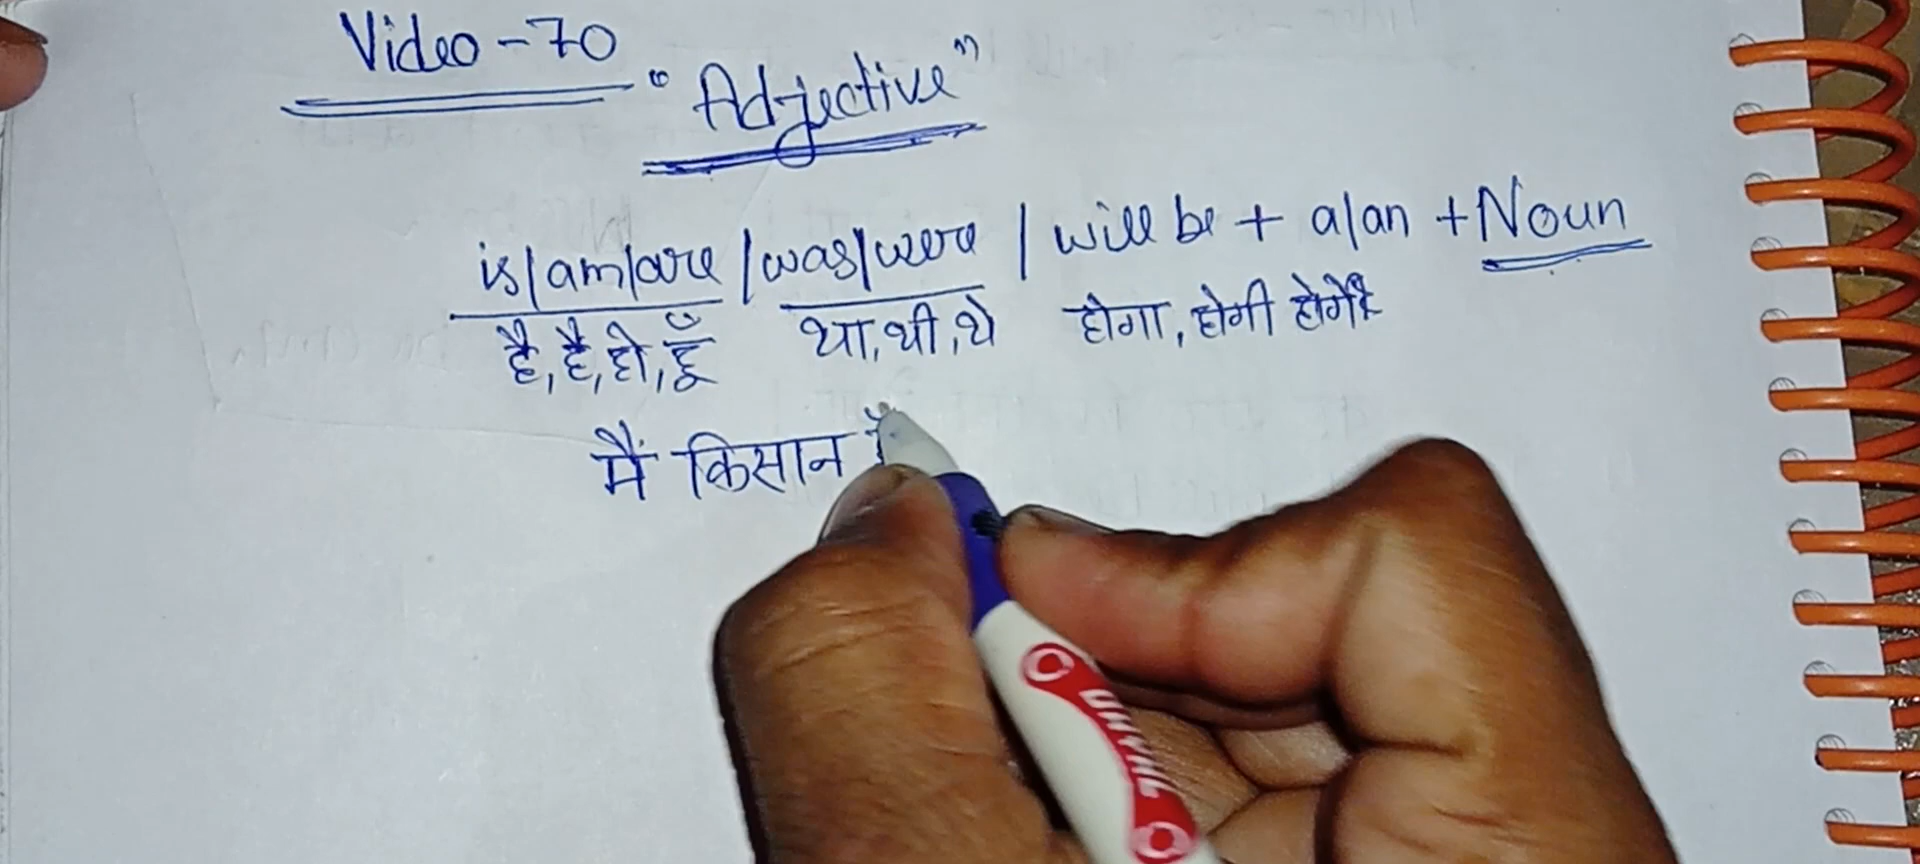 Video-70
"Adjective"
is/am/are/was/were / will be + a/an + Noun
है, है, हो, हूँ था, थी, थे होगा, होगी होगें
मैं किसान